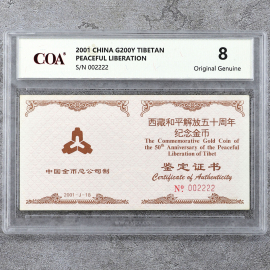 COA
2001 CHINA G200Y TIBETAN
PEACEFUL LIBERATION
S/N 002222
8
Original Genuine
中国金币总公司制
2001-J-10
西藏和平解放五十周年
纪念金币
The Commemorative Gold Coin of
the 50th Anniversary of the Peaceful
Liberation of Tibet
鉴定证书
Certificate of Authenticity
No 002222